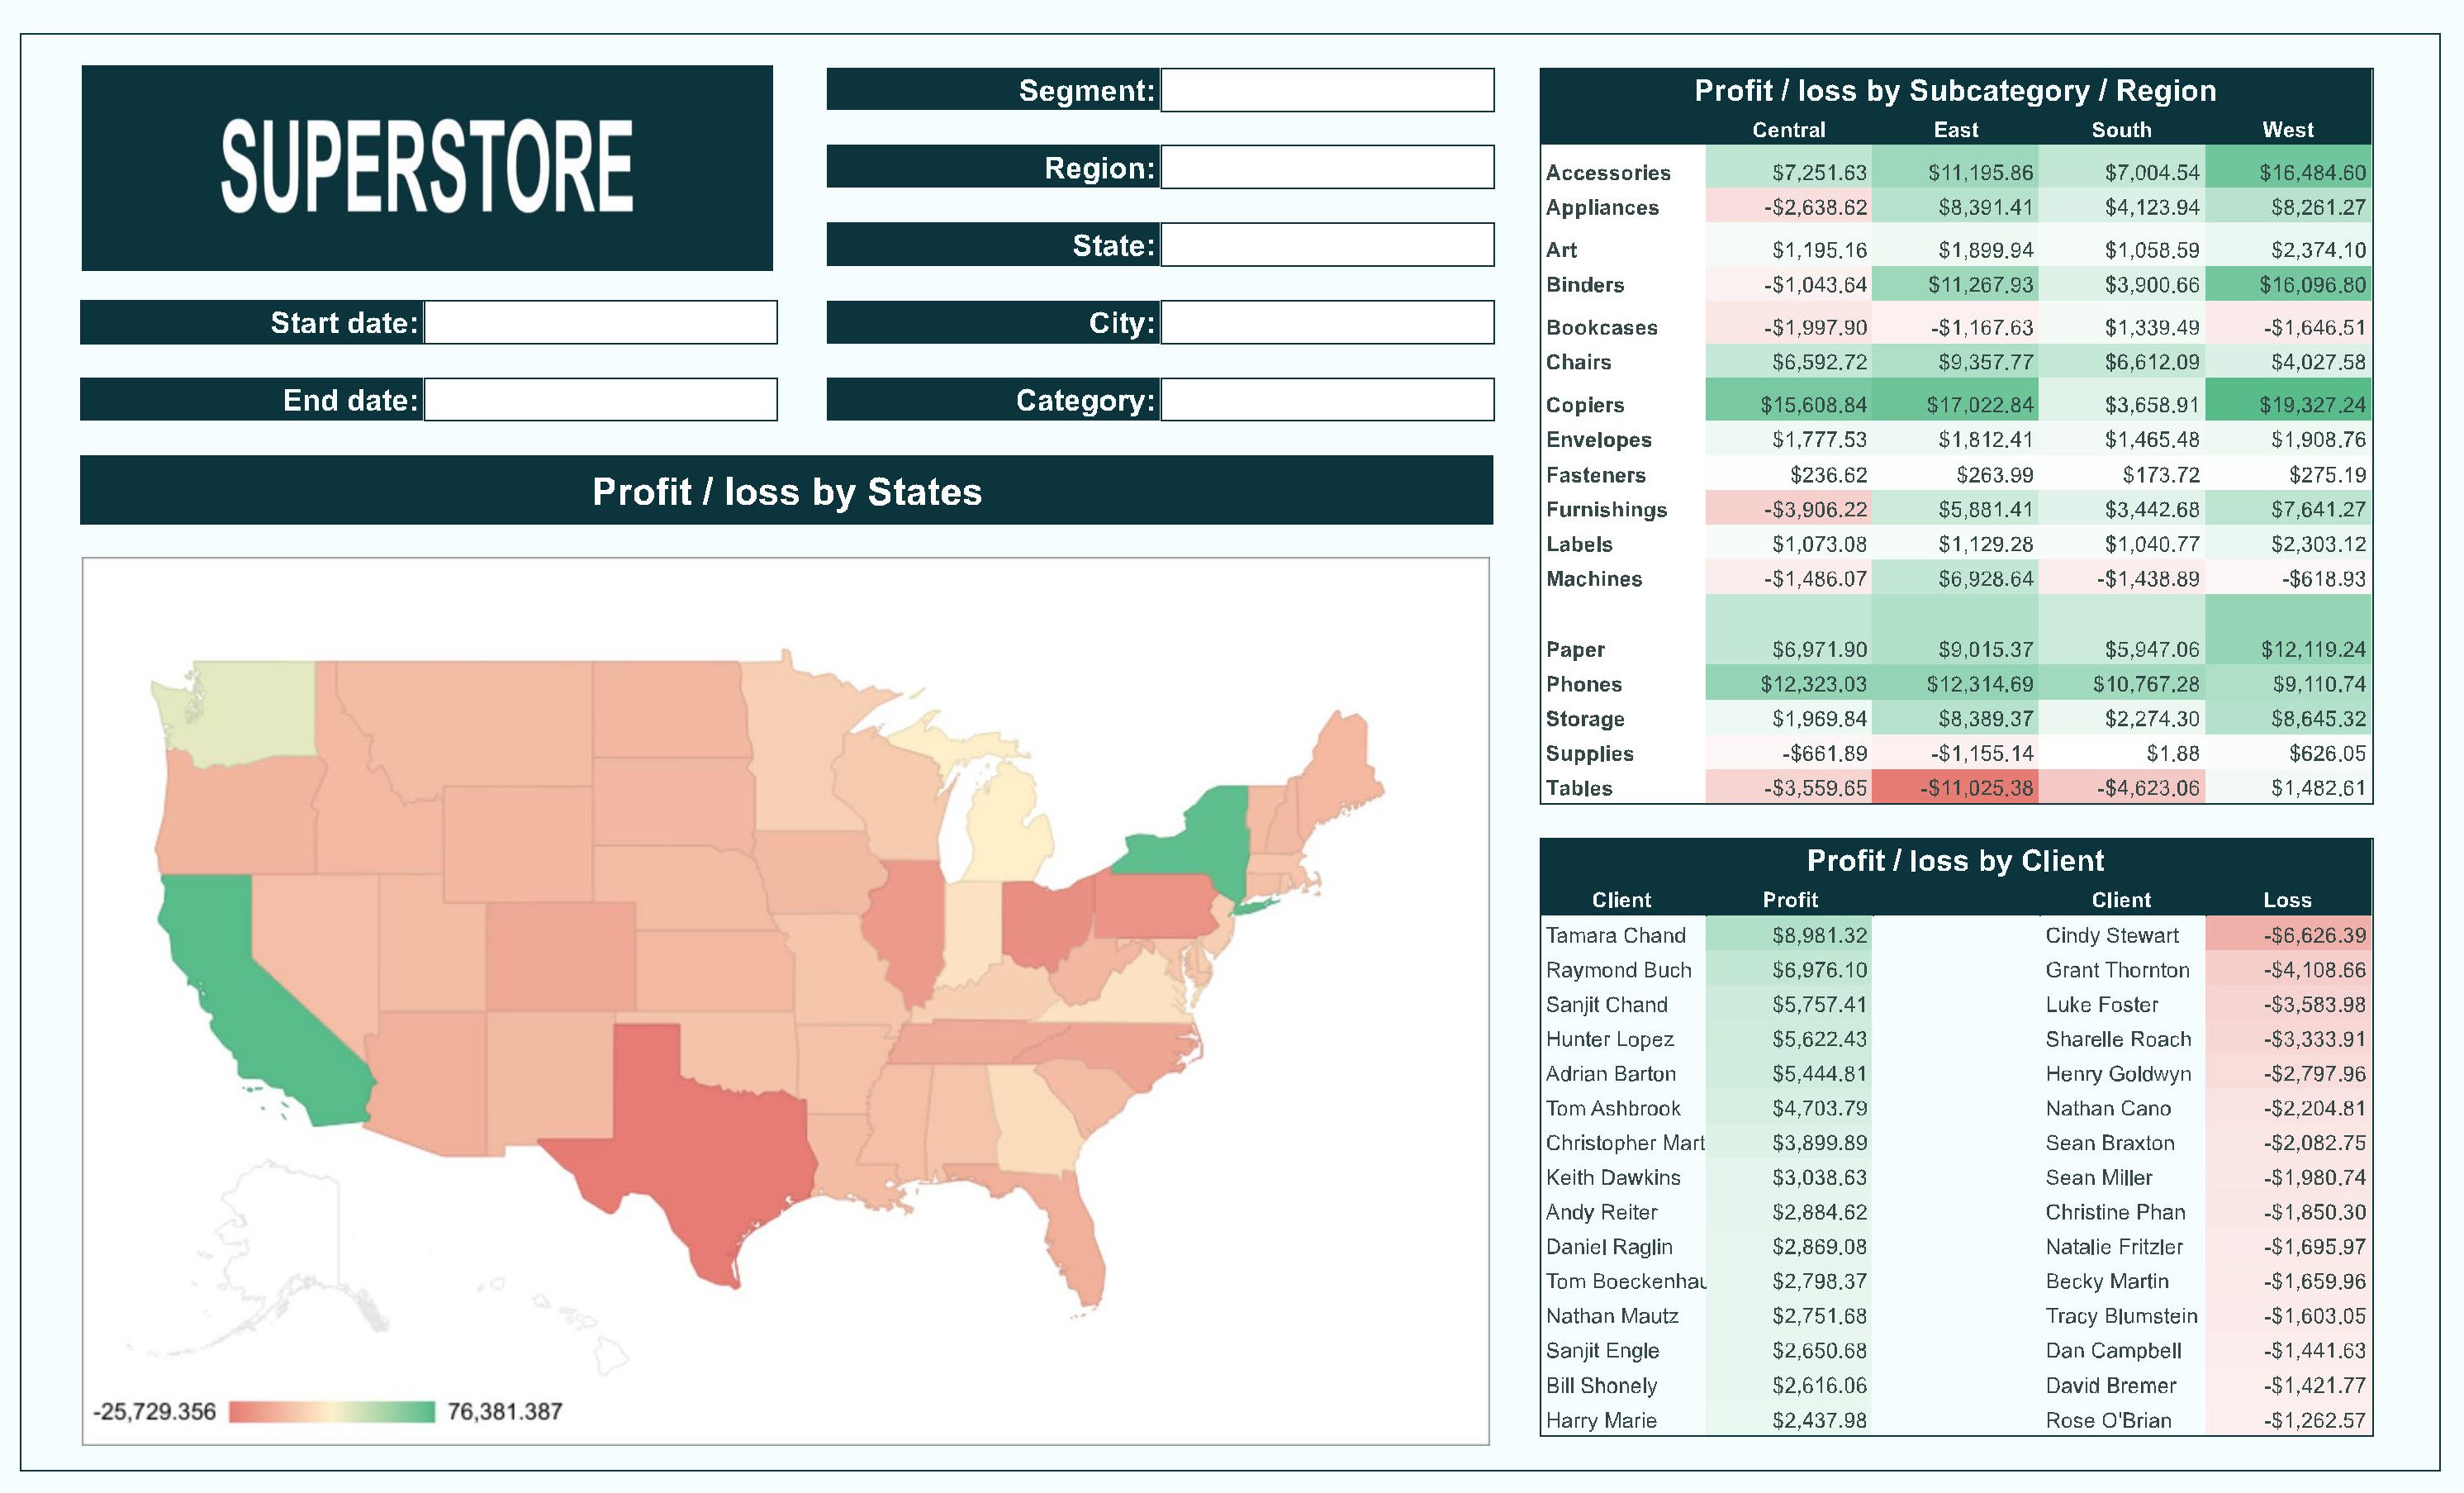 SUPERSTORE
Start date:
End date:
Segment:
Region:
State:
City:
Category:
Profit / loss by States
-25,729.356 76,381.387
Profit / loss by Subcategory / Region
Central East South West
Accessories $7,251.63 $11,195.86 $7,004.54 $16,484.60
Appliances -$2,638.62 $8,391.41 $4,123.94 $8,261.27
Art $1,195.16 $1,899.94 $1,058.59 $2,374.10
Binders -$1,043.64 $11,267.93 $3,900.66 $16,096.80
Bookcases -$1,997.90 -$1,167.63 $1,339.49 -$1,646.51
Chairs $6,592.72 $9,357.77 $6,612.09 $4,027.58
Copiers $15,608.84 $17,022.84 $3,658.91 $19,327.24
Envelopes $1,777.53 $1,812.41 $1,465.48 $1,908.76
Fasteners $236.62 $263.99 $173.72 $275.19
Furnishings -$3,906.22 $5,881.41 $3,442.68 $7,641.27
Labels $1,073.08 $1,129.28 $1,040.77 $2,303.12
Machines -$1,486.07 $6,928.64 -$1,438.89 -$618.93
Paper $6,971.90 $9,015.37 $5,947.06 $12,119.24
Phones $12,323.03 $12,314.69 $10,767.28 $9,110.74
Storage $1,969.84 $8,389.37 $2,274.30 $8,645.32
Supplies -$661.89 -$1,155.14 $1.88 $626.05
Tables -$3,559.65 -$11,025.38 -$4,623.06 $1,482.61
Profit / loss by Client
Client Profit Client Loss
Tamara Chand $8,981.32 Cindy Stewart -$6,626.39
Raymond Buch $6,976.10 Grant Thornton -$4,108.66
Sanjit Chand $5,757.41 Luke Foster -$3,583.98
Hunter Lopez $5,622.43 Sharelle Roach -$3,333.91
Adrian Barton $5,444.81 Henry Goldwyn -$2,797.96
Tom Ashbrook $4,703.79 Nathan Cano -$2,204.81
Christopher Mart $3,899.89 Sean Braxton -$2,082.75
Keith Dawkins $3,038.63 Sean Miller -$1,980.74
Andy Reiter $2,884.62 Christine Phan -$1,850.30
Daniel Raglin $2,869.08 Natalie Fritzler -$1,695.97
Tom Boeckenhau $2,798.37 Becky Martin -$1,659.96
Nathan Mautz $2,751.68 Tracy Blumstein -$1,603.05
Sanjit Engle $2,650.68 Dan Campbell -$1,441.63
Bill Shonely $2,616.06 David Bremer -$1,421.77
Harry Marie $2,437.98 Rose O'Brian -$1,262.57